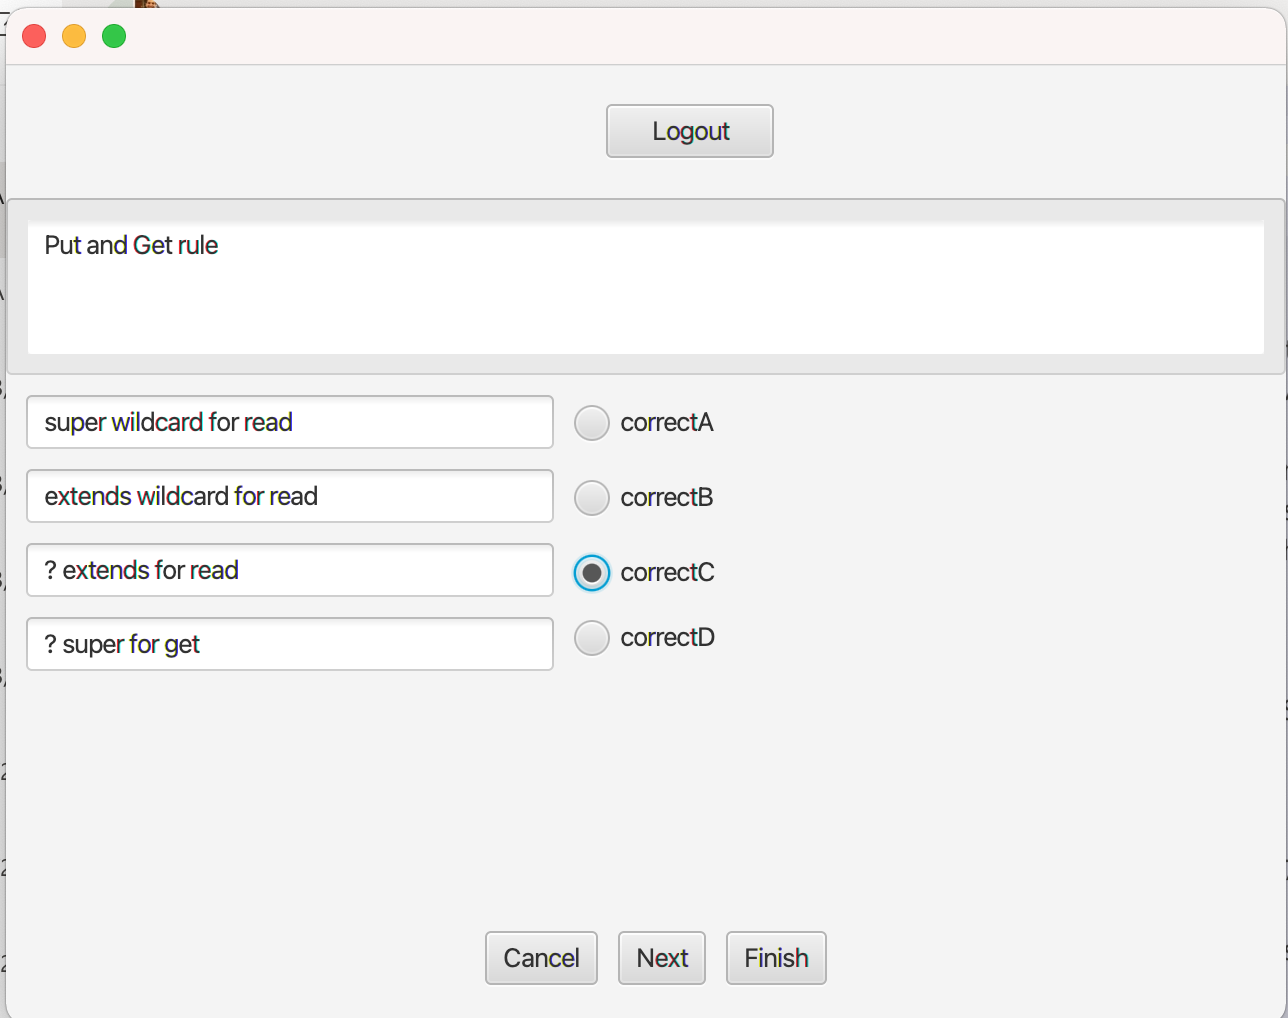 Logout
Put and Get rule
super wildcard for read
correctA
extends wildcard for read
correctB
? extends for read
correctC
? super for get
correctD
Cancel
Next
Finish